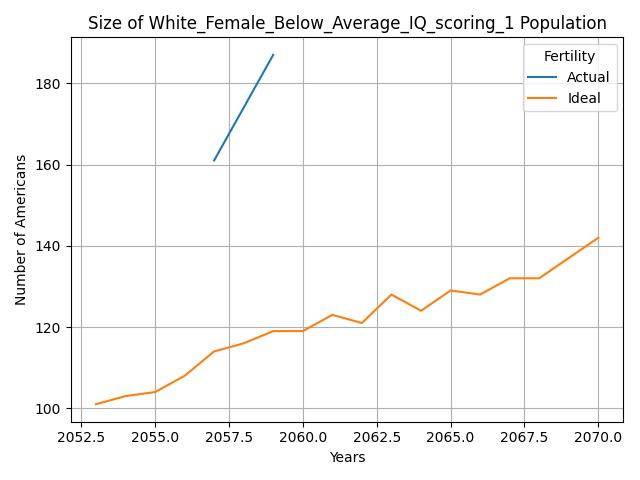 Size of White_Female_Below_Average_IQ_scoring_1 Population
Fertility
Actual
Ideal
Number of Americans
180
160
140
120
100
2052.5 2055.0 2057.5 2060.0 2062.5 2065.0 2067.5 2070.0
Years